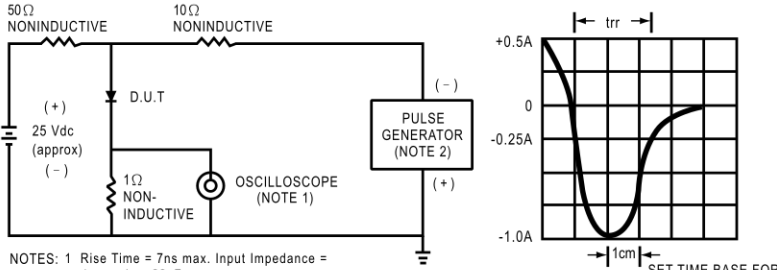 50Ω
NONINDUCTIVE
10Ω
NONINDUCTIVE
D.U.T
(+)
25 Vdc
(approx)
(−)
1Ω
NON-
INDUCTIVE
OSCILLOSCOPE
(NOTE 1)
(−)
PULSE
GENERATOR
(NOTE 2)
(+)
NOTES: 1 Rise Time = 7ns max. Input Impedance =
trr
+0.5A
0
-0.25A
-1.0A
1cm
SET TIME BASE FOR